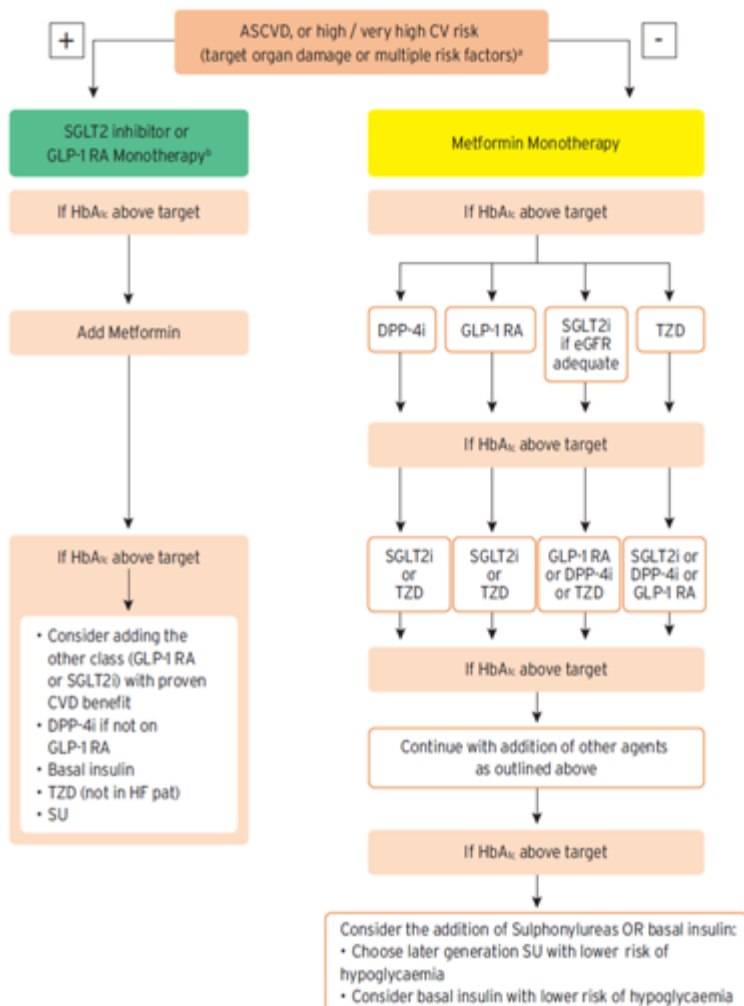 +
ASCVD, or high / very high CV risk
(target organ damage or multiple risk factors)ᵃ
-
SGLT2 inhibitor or
GLP-1 RA Monotherapyᵇ
If HbA₁c above target
Add Metformin
If HbA₁c above target
• Consider adding the
other class (GLP-1 RA
or SGLT2i) with proven
CVD benefit
• DPP-4i if not on
GLP-1 RA
• Basal insulin
• TZD (not in HF pat)
• SU
Metformin Monotherapy
If HbA₁c above target
DPP-4i
GLP-1 RA
SGLT2i
if eGFR
adequate
TZD
If HbA₁c above target
SGLT2i
or
TZD
SGLT2i
or
TZD
GLP-1 RA
or DPP-4i
or TZD
SGLT2i or
DPP-4i or
GLP-1 RA
If HbA₁c above target
Continue with addition of other agents
as outlined above
If HbA₁c above target
Consider the addition of Sulphonylureas OR basal insulin:
• Choose later generation SU with lower risk of
hypoglycaemia
• Consider basal insulin with lower risk of hypoglycaemia